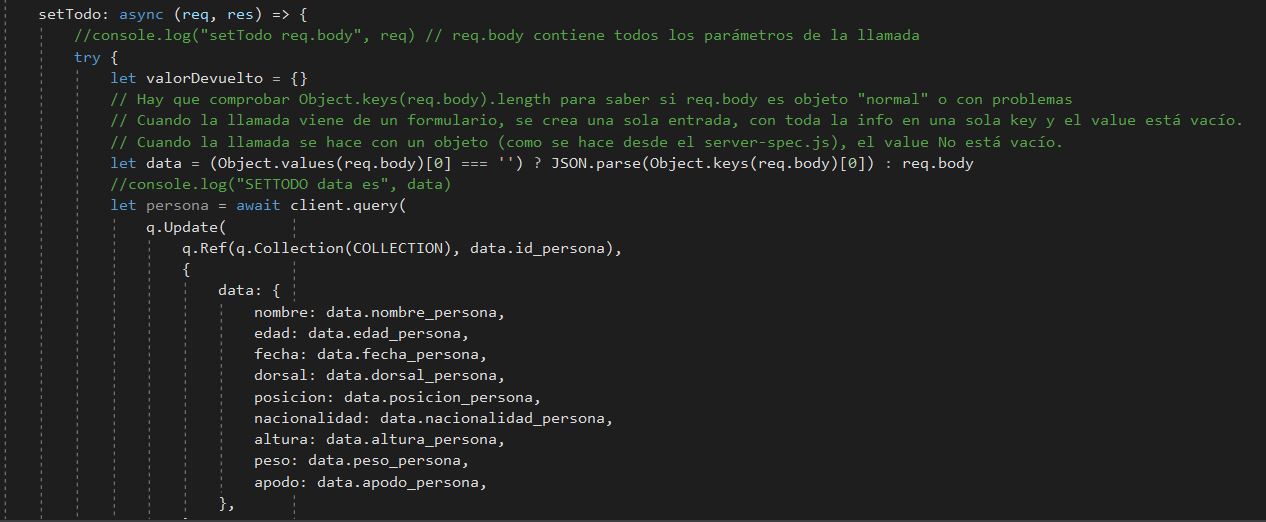 setTodo: async (req, res) => {
//console.log("setTodo req.body", req) // req.body contiene todos los parámetros de la llamada
try {
let valorDevuelto = {}
// Hay que comprobar Object.keys(req.body).length para saber si req.body es objeto "normal" o con problemas
// Cuando la llamada viene de un formulario, se crea una sola entrada, con toda la info en una sola key y el value está vacío.
// Cuando la llamada se hace con un objeto (como se hace desde el server-spec.js), el value No está vacío.
let data = (Object.values(req.body)[0] === '') ? JSON.parse(Object.keys(req.body)[0]) : req.body
//console.log("SETTODO data es", data)
let persona = await client.query(
q.Update(
q.Ref(q.Collection(COLLECTION), data.id_persona),
{
data: {
nombre: data.nombre_persona,
edad: data.edad_persona,
fecha: data.fecha_persona,
dorsal: data.dorsal_persona,
posicion: data.posicion_persona,
nacionalidad: data.nacionalidad_persona,
altura: data.altura_persona,
peso: data.peso_persona,
apodo: data.apodo_persona,
},